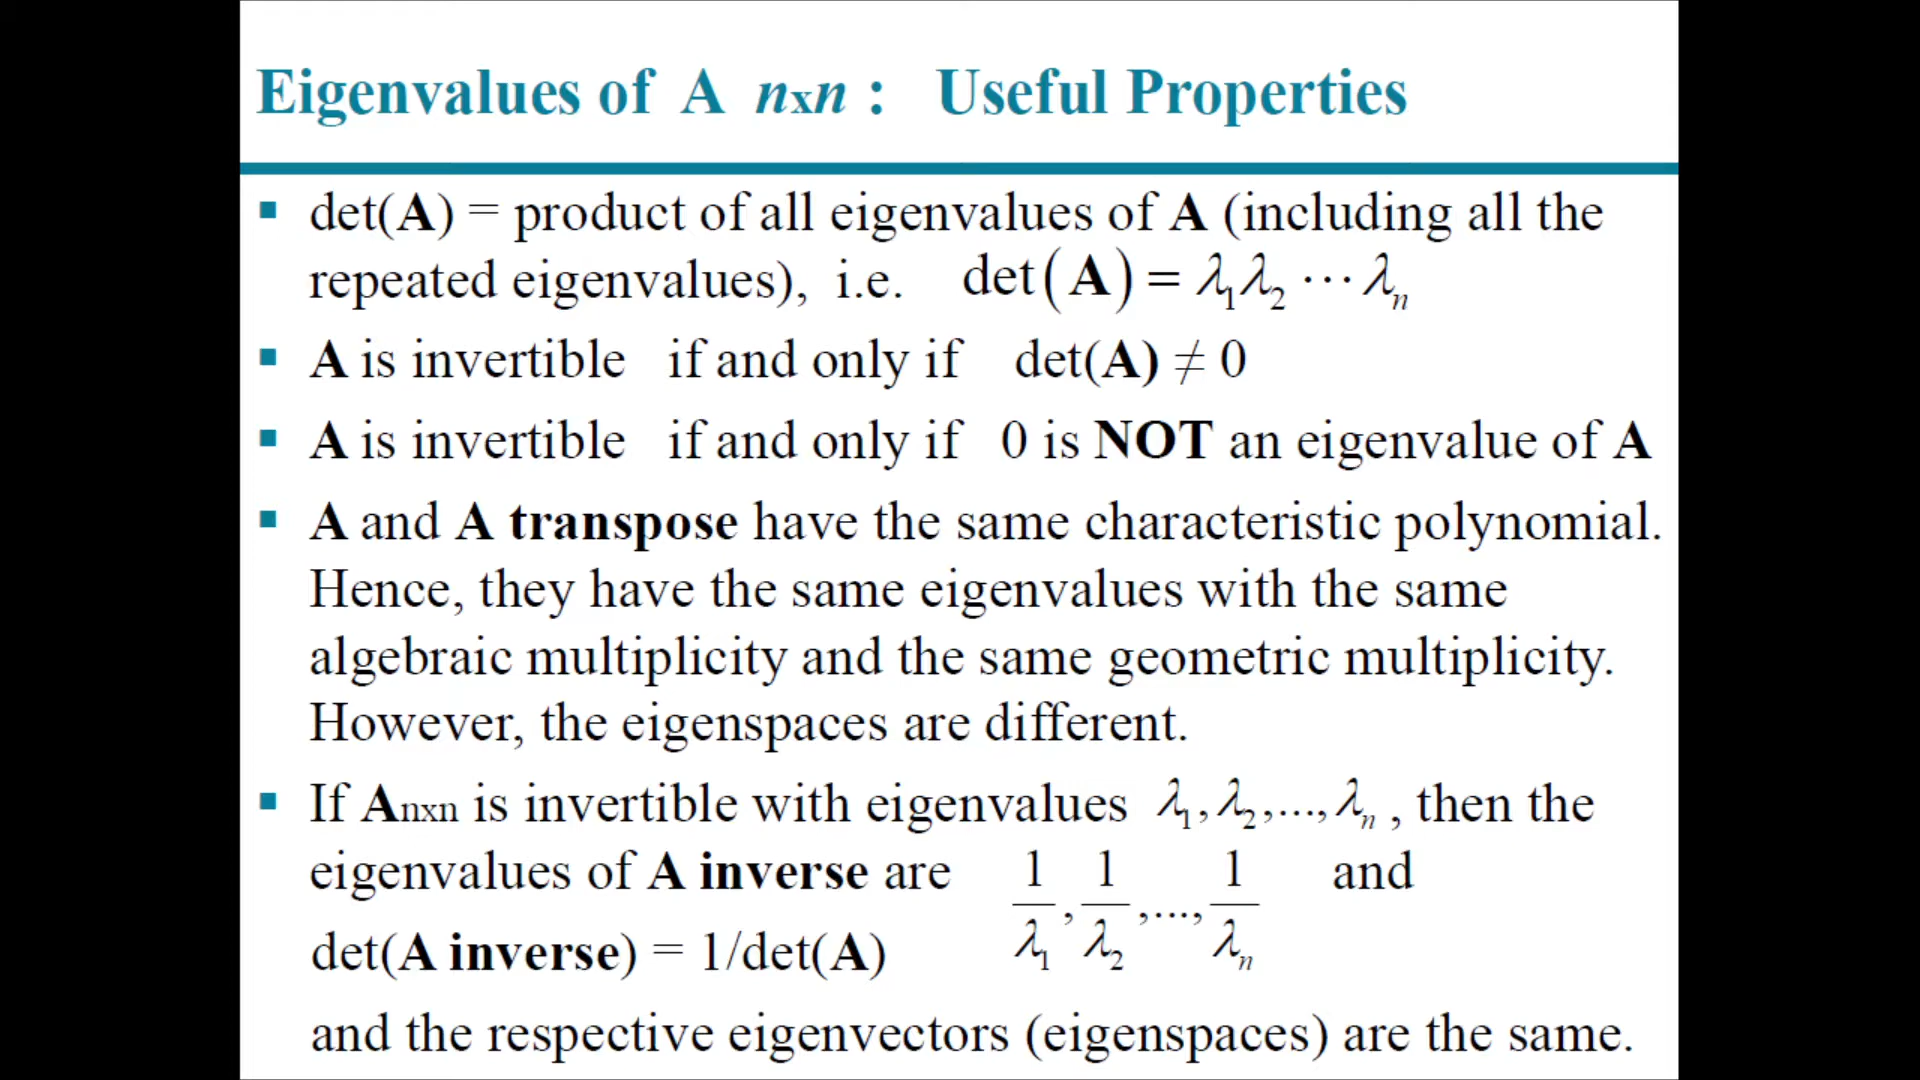 Eigenvalues of A nxn : Useful Properties
▪ det(A) = product of all eigenvalues of A (including all the
repeated eigenvalues), i.e. det(A) = λ₁λ₂ ⋯ λₙ
▪ A is invertible if and only if det(A) ≠ 0
▪ A is invertible if and only if 0 is NOT an eigenvalue of A
▪ A and A transpose have the same characteristic polynomial.
Hence, they have the same eigenvalues with the same
algebraic multiplicity and the same geometric multiplicity.
However, the eigenspaces are different.
▪ If Anxn is invertible with eigenvalues λ₁, λ₂,..., λₙ , then the
eigenvalues of A inverse are 1/λ₁, 1/λ₂,..., 1/λₙ and
det(A inverse) = 1/det(A)
and the respective eigenvectors (eigenspaces) are the same.